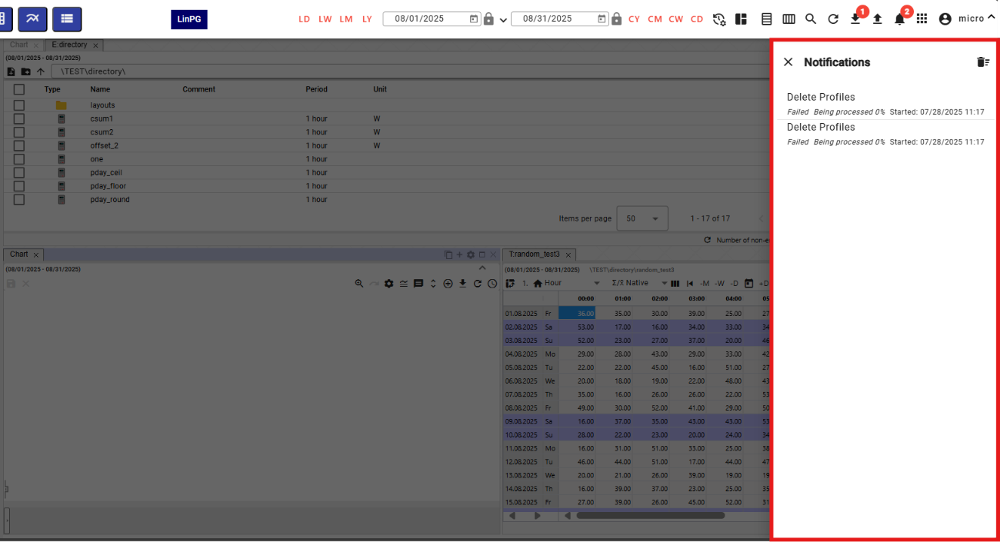 LinPG LD LW LM LY 08/01/2025 08/31/2025 CY CM CW CD 1 2 micro
Chart E:directory
(08/01/2025 - 08/31/2025)
\TEST\directory\
Type Name Comment Period Unit
layouts
csum1 1 hour W
csum2 1 hour W
offset_2 1 hour W
one 1 hour
pday_ceil 1 hour
pday_floor 1 hour
pday_round 1 hour
Items per page 50 1 - 17 of 17
Number of non-e
Chart
(08/01/2025 - 08/31/2025)
T:random_test3
(08/01/2025 - 08/31/2025) \TEST\directory\random_test3
1. Hour Σ/x̄ Native -M -W -D +D
00:00 01:00 02:00 03:00 04:00 05
01.08.2025 Fr 36.00 35.00 30.00 39.00 25.00 27
02.08.2025 Sa 53.00 17.00 16.00 34.00 33.00 34
03.08.2025 Su 52.00 23.00 27.00 37.00 20.00 46
04.08.2025 Mo 29.00 28.00 43.00 29.00 33.00 42
05.08.2025 Tu 22.00 22.00 45.00 16.00 51.00 27
06.08.2025 We 20.00 18.00 19.00 22.00 48.00 43
07.08.2025 Th 35.00 16.00 26.00 26.00 22.00 53
08.08.2025 Fr 49.00 30.00 52.00 41.00 29.00 50
09.08.2025 Sa 16.00 37.00 35.00 43.00 43.00 53
10.08.2025 Su 28.00 22.00 23.00 20.00 24.00 34
11.08.2025 Mo 16.00 31.00 51.00 33.00 25.00 38
12.08.2025 Tu 46.00 44.00 51.00 17.00 44.00 47
13.08.2025 We 20.00 21.00 26.00 39.00 19.00 19
14.08.2025 Th 16.00 39.00 37.00 23.00 25.00 35
15.08.2025 Fr 27.00 39.00 26.00 45.00 52.00 31
Notifications
Delete Profiles
Failed Being processed 0% Started: 07/28/2025 11:17
Delete Profiles
Failed Being processed 0% Started: 07/28/2025 11:17